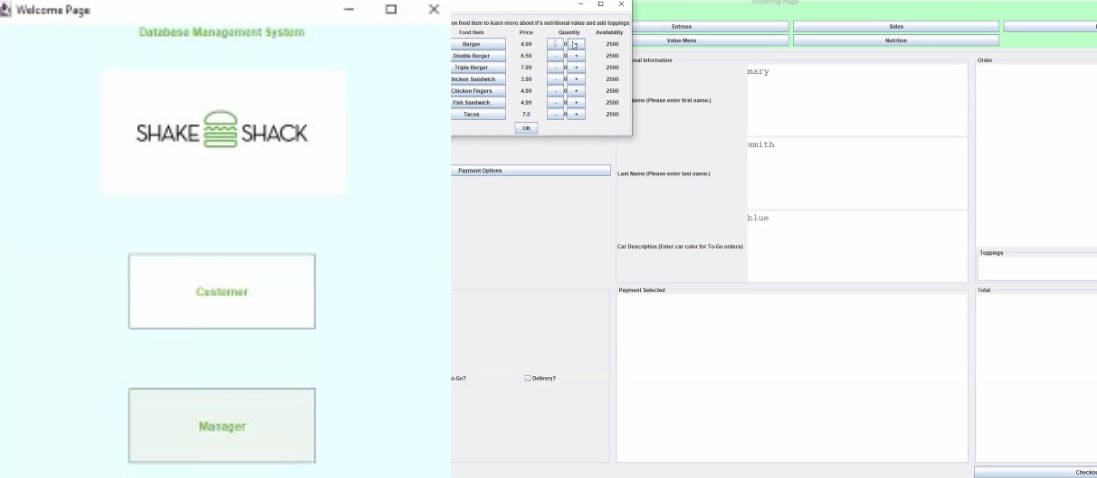 Welcome Page
Database Management System
SHAKE SHACK
Customer
Manager
Ordering Page
food item to learn more about it's nutritional value and add toppings
Food Item Price Quantity Availability
Burger 4.99 - 0 + 2500
Double Burger 6.59 - 0 + 2500
Triple Burger 7.99 - 0 + 2500
Sandwich 3.99 - 0 + 2500
Chicken Fingers 4.99 - 0 + 2500
Fish Sandwich 4.99 - 0 + 2500
Tacos 7.0 - 0 + 2500
OK
Entrees Sides
Value Menu Nutrition
Payment Options
Information
mary
Name (Please enter first name.)
smith
Last Name (Please enter last name.)
blue
Car Description (Enter car color for To-Go orders)
Order
Toppings
Payment Selected
Total
o-Go? Delivery?
Checkou